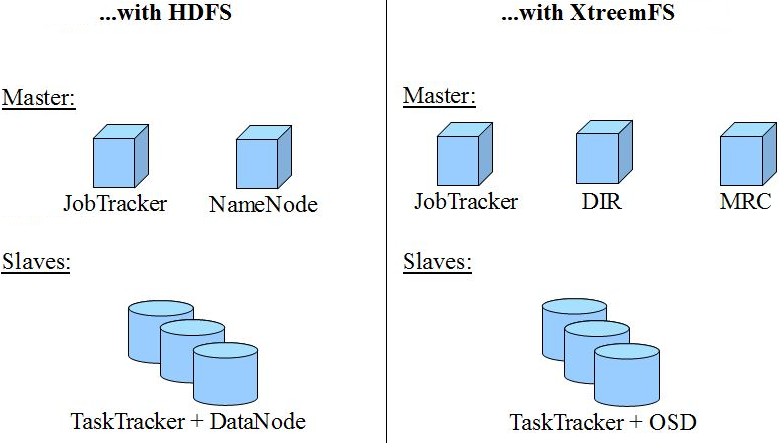 ...with HDFS
Master:
JobTracker
NameNode
Slaves:
TaskTracker + DataNode
...with XtreemFS
Master:
JobTracker
DIR
MRC
Slaves:
TaskTracker + OSD